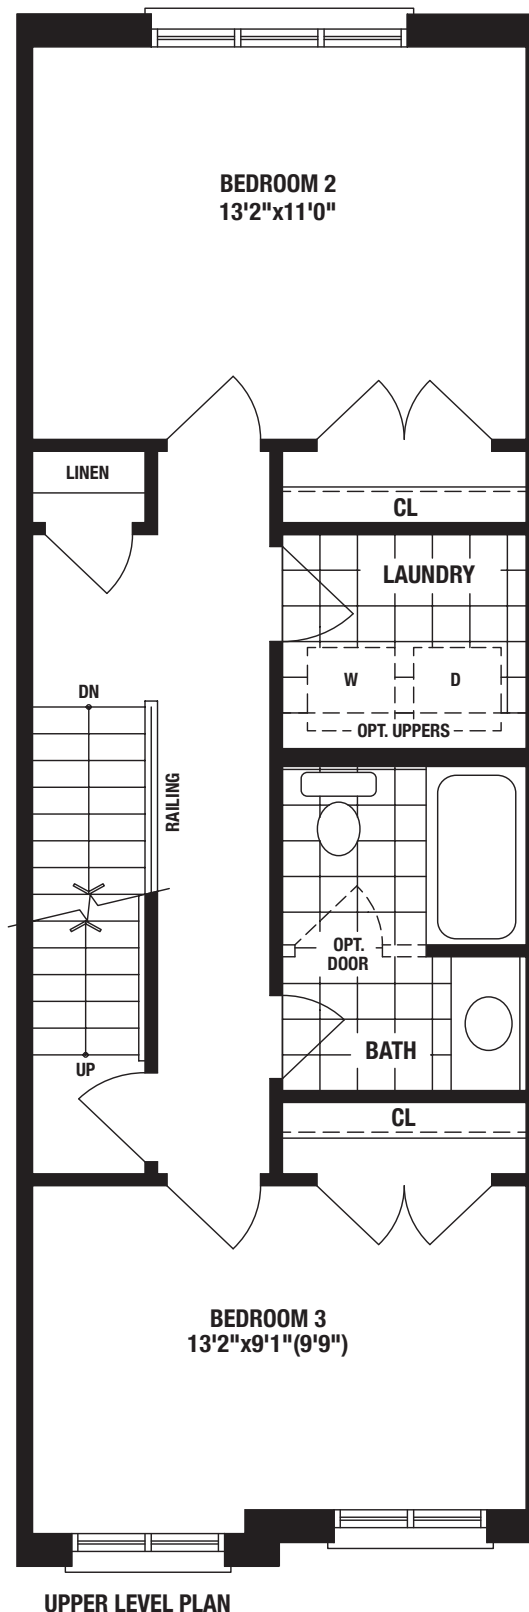 BEDROOM 2
13'2"x11'0"
LINEN
CL
LAUNDRY
DN
W
D
OPT. UPPERS
RAILING
OPT.
DOOR
UP
BATH
CL
BEDROOM 3
13'2"x9'1"(9'9")
UPPER LEVEL PLAN